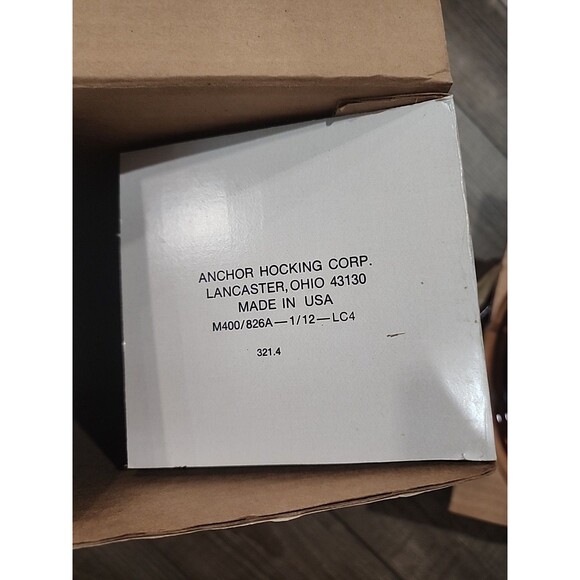 ANCHOR HOCKING CORP.
LANCASTER, OHIO 43130
MADE IN USA
M400/826A—1/12—LC4
321.4